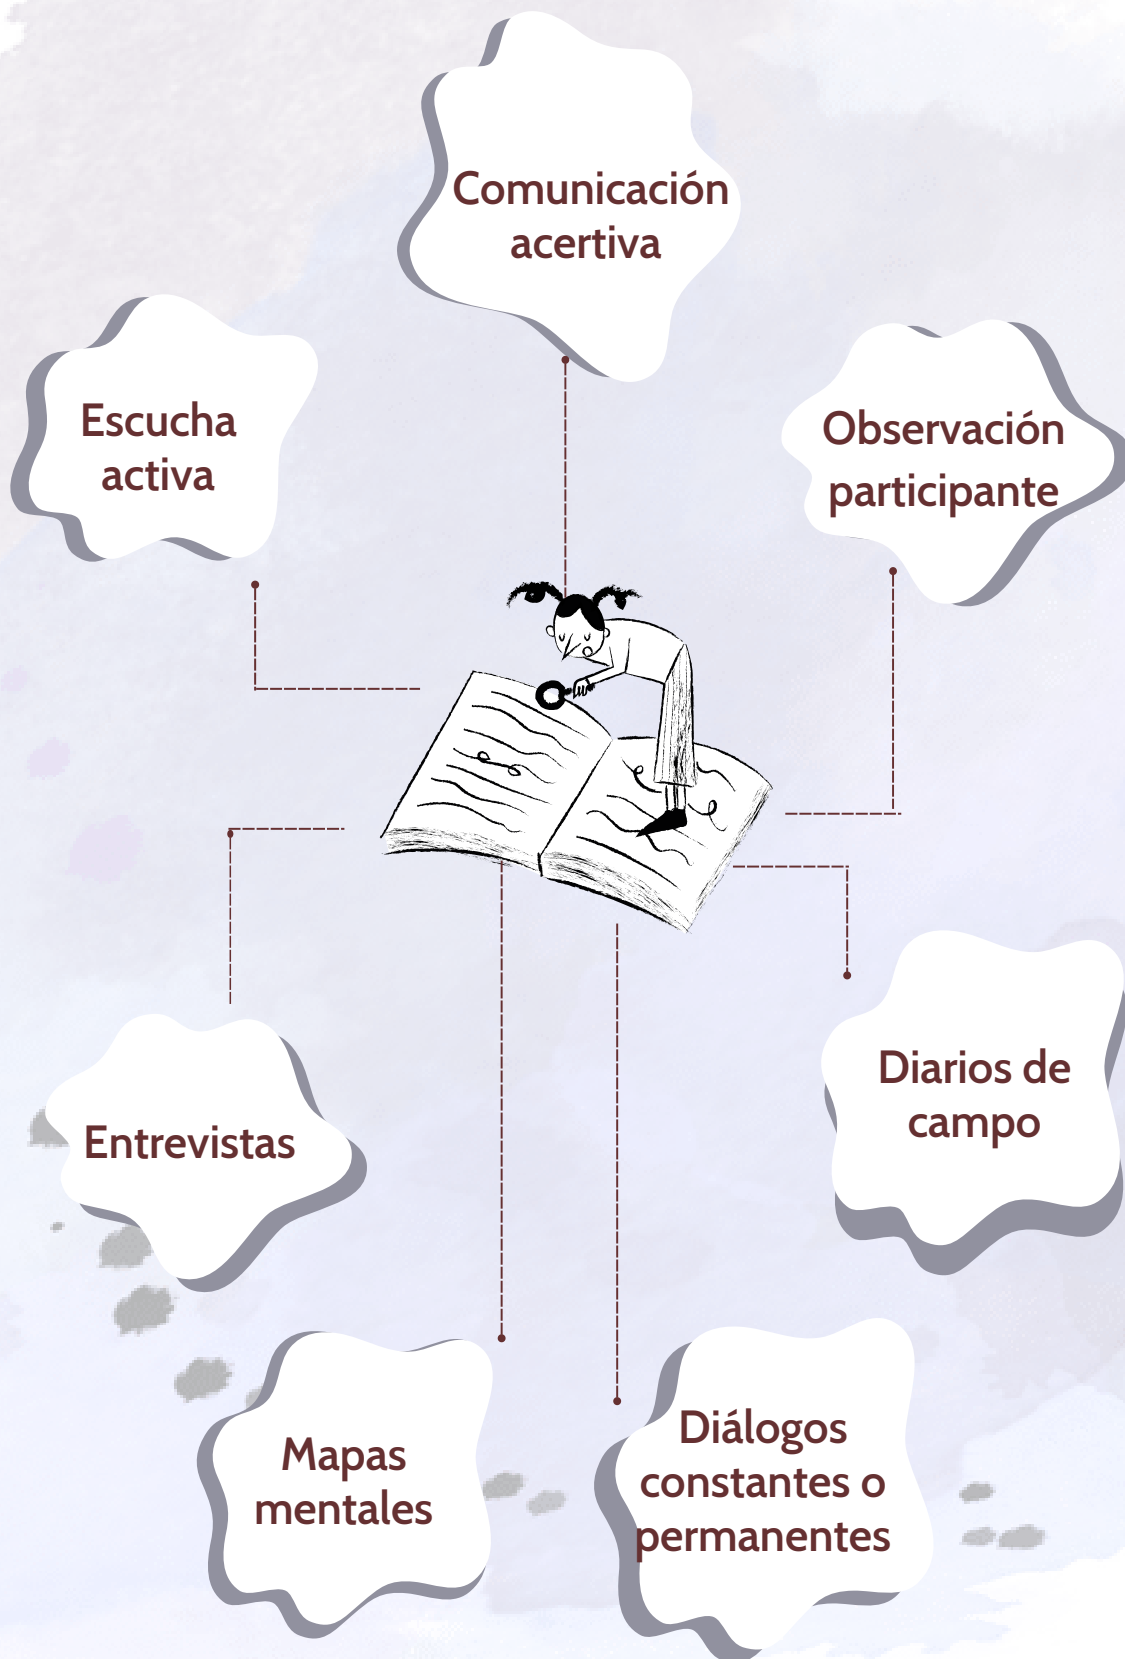 Comunicación
acertiva
Escucha
activa
Observación
participante
Diarios de
campo
Entrevistas
Mapas
mentales
Diálogos
constantes o
permanentes